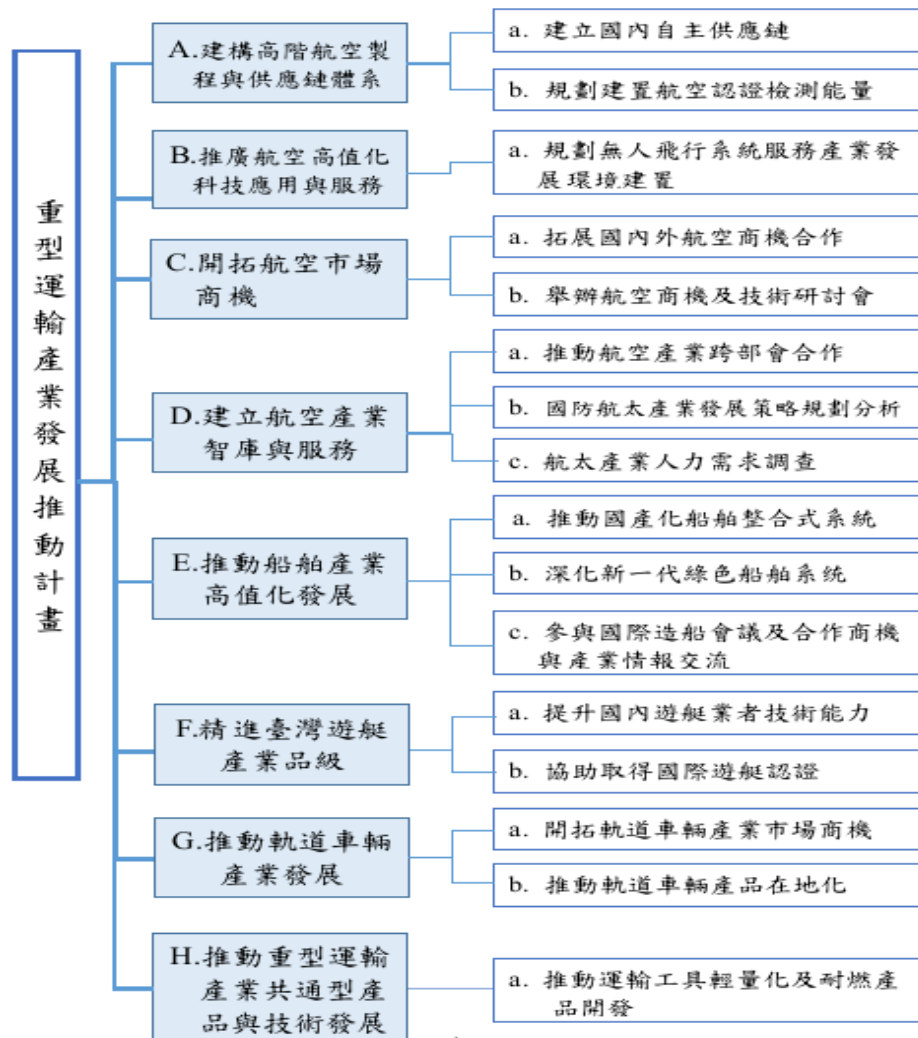 重型運輸產業發展推動計畫
A.建構高階航空製
程與供應鏈體系
a. 建立國內自主供應鏈
b. 規劃建置航空認證檢測能量
B.推廣航空高值化
科技應用與服務
a. 規劃無人飛行系統服務產業發
展環境建置
C.開拓航空市場
商機
a. 拓展國內外航空商機合作
b. 舉辦航空商機及技術研討會
D.建立航空產業
智庫與服務
a. 推動航空產業跨部會合作
b. 國防航太產業發展策略規劃分析
c. 航太產業人力需求調查
E.推動船舶產業
高值化發展
a. 推動國產化船舶整合式系統
b. 深化新一代綠色船舶系統
c. 參與國際造船會議及合作商機
與產業情報交流
F.精進臺灣遊艇
產業品級
a. 提升國內遊艇業者技術能力
b. 協助取得國際遊艇認證
G.推動軌道車輛
產業發展
a. 開拓軌道車輛產業市場商機
b. 推動軌道車輛產品在地化
H.推動重型運輸
產業共通型產
品與技術發展
a. 推動運輸工具輕量化及耐燃產
品開發